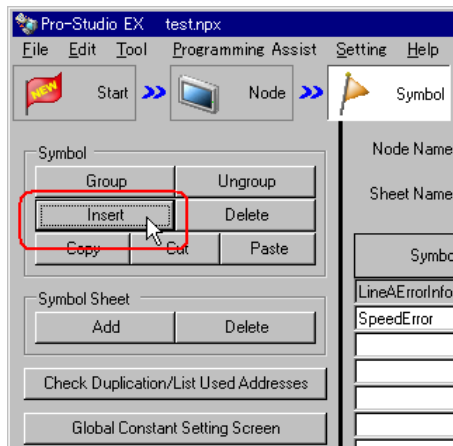 Pro-Studio EX test.npx
File Edit Tool Programming Assist Setting Help
NEW Start Node Symbol
Symbol
Group Ungroup
Insert Delete
Copy Cut Paste
Symbol Sheet
Add Delete
Check Duplication/List Used Addresses
Global Constant Setting Screen
Node Name
Sheet Name
Symbo
LineAErrorInfo
SpeedError